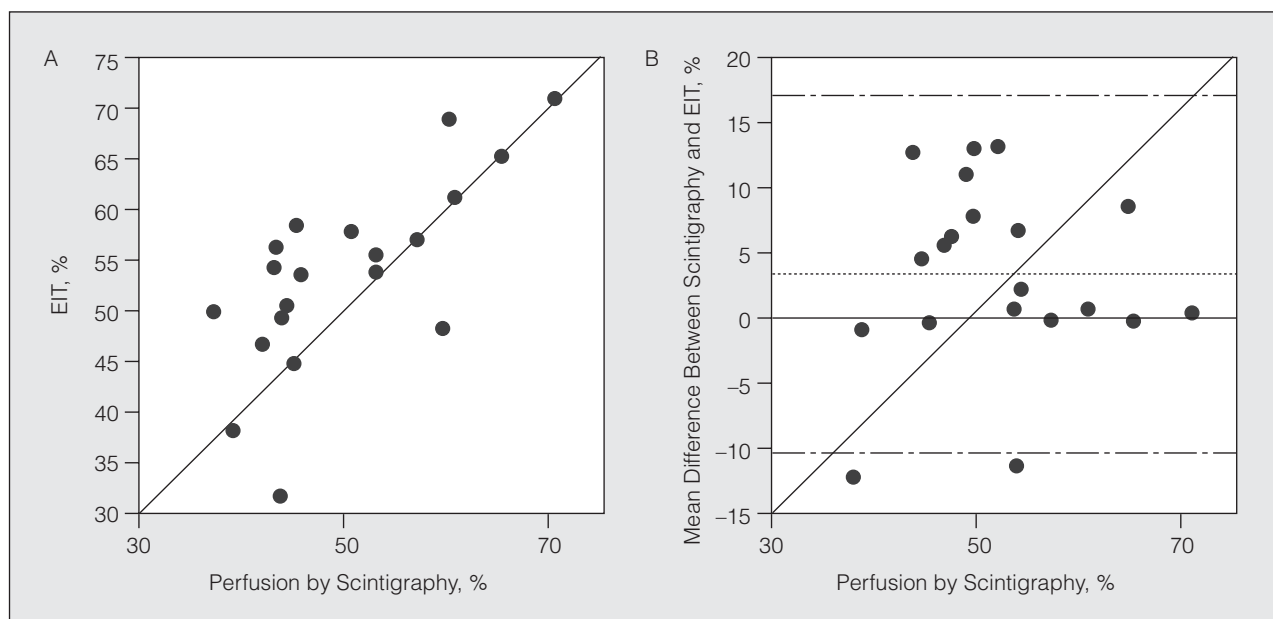 A
75
70
65
60
55
50
45
40
35
30
EIT, %
30 50 70
Perfusion by Scintigraphy, %
B
20
15
10
5
0
−5
−10
−15
Mean Difference Between Scintigraphy and EIT, %
30 50 70
Perfusion by Scintigraphy, %